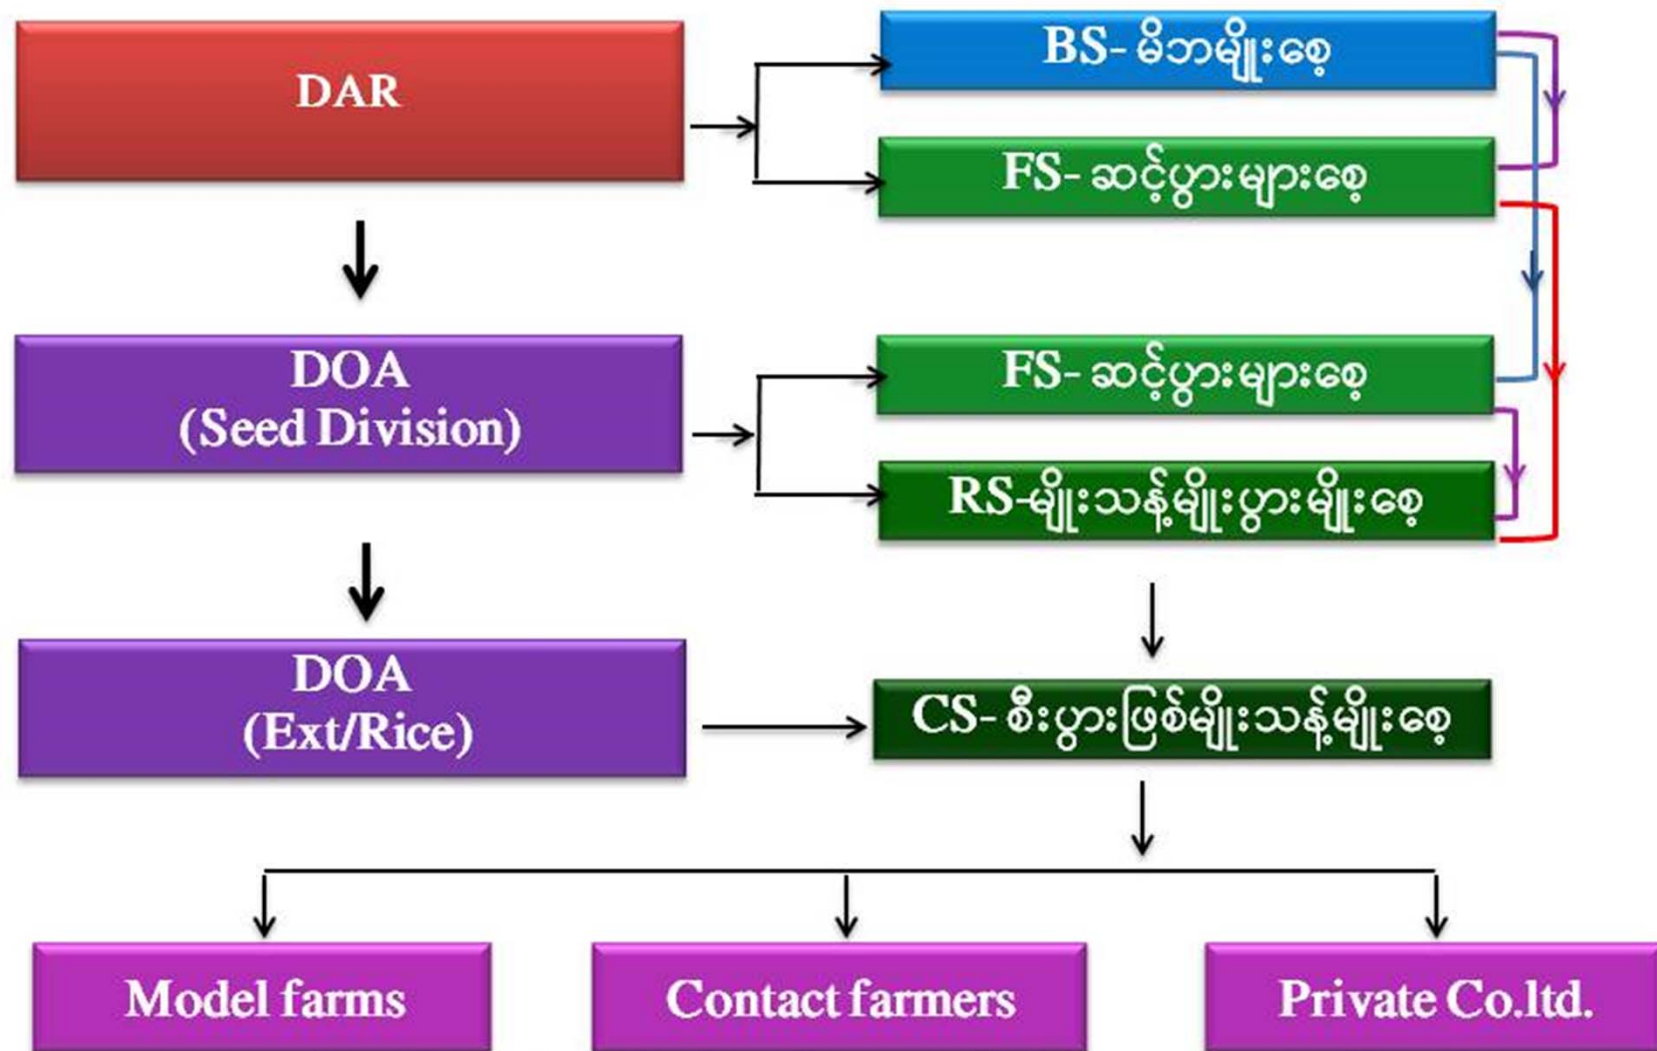 DAR
BS- မိဘမျိုးစေ့
FS- ဆင့်ပွားများစေ့
DOA
(Seed Division)
FS- ဆင့်ပွားများစေ့
RS-မျိုးသန့်မျိုးပွားမျိုးစေ့
DOA
(Ext/Rice)
CS- စီးပွားဖြစ်မျိုးသန့်မျိုးစေ့
Model farms
Contact farmers
Private Co.ltd.